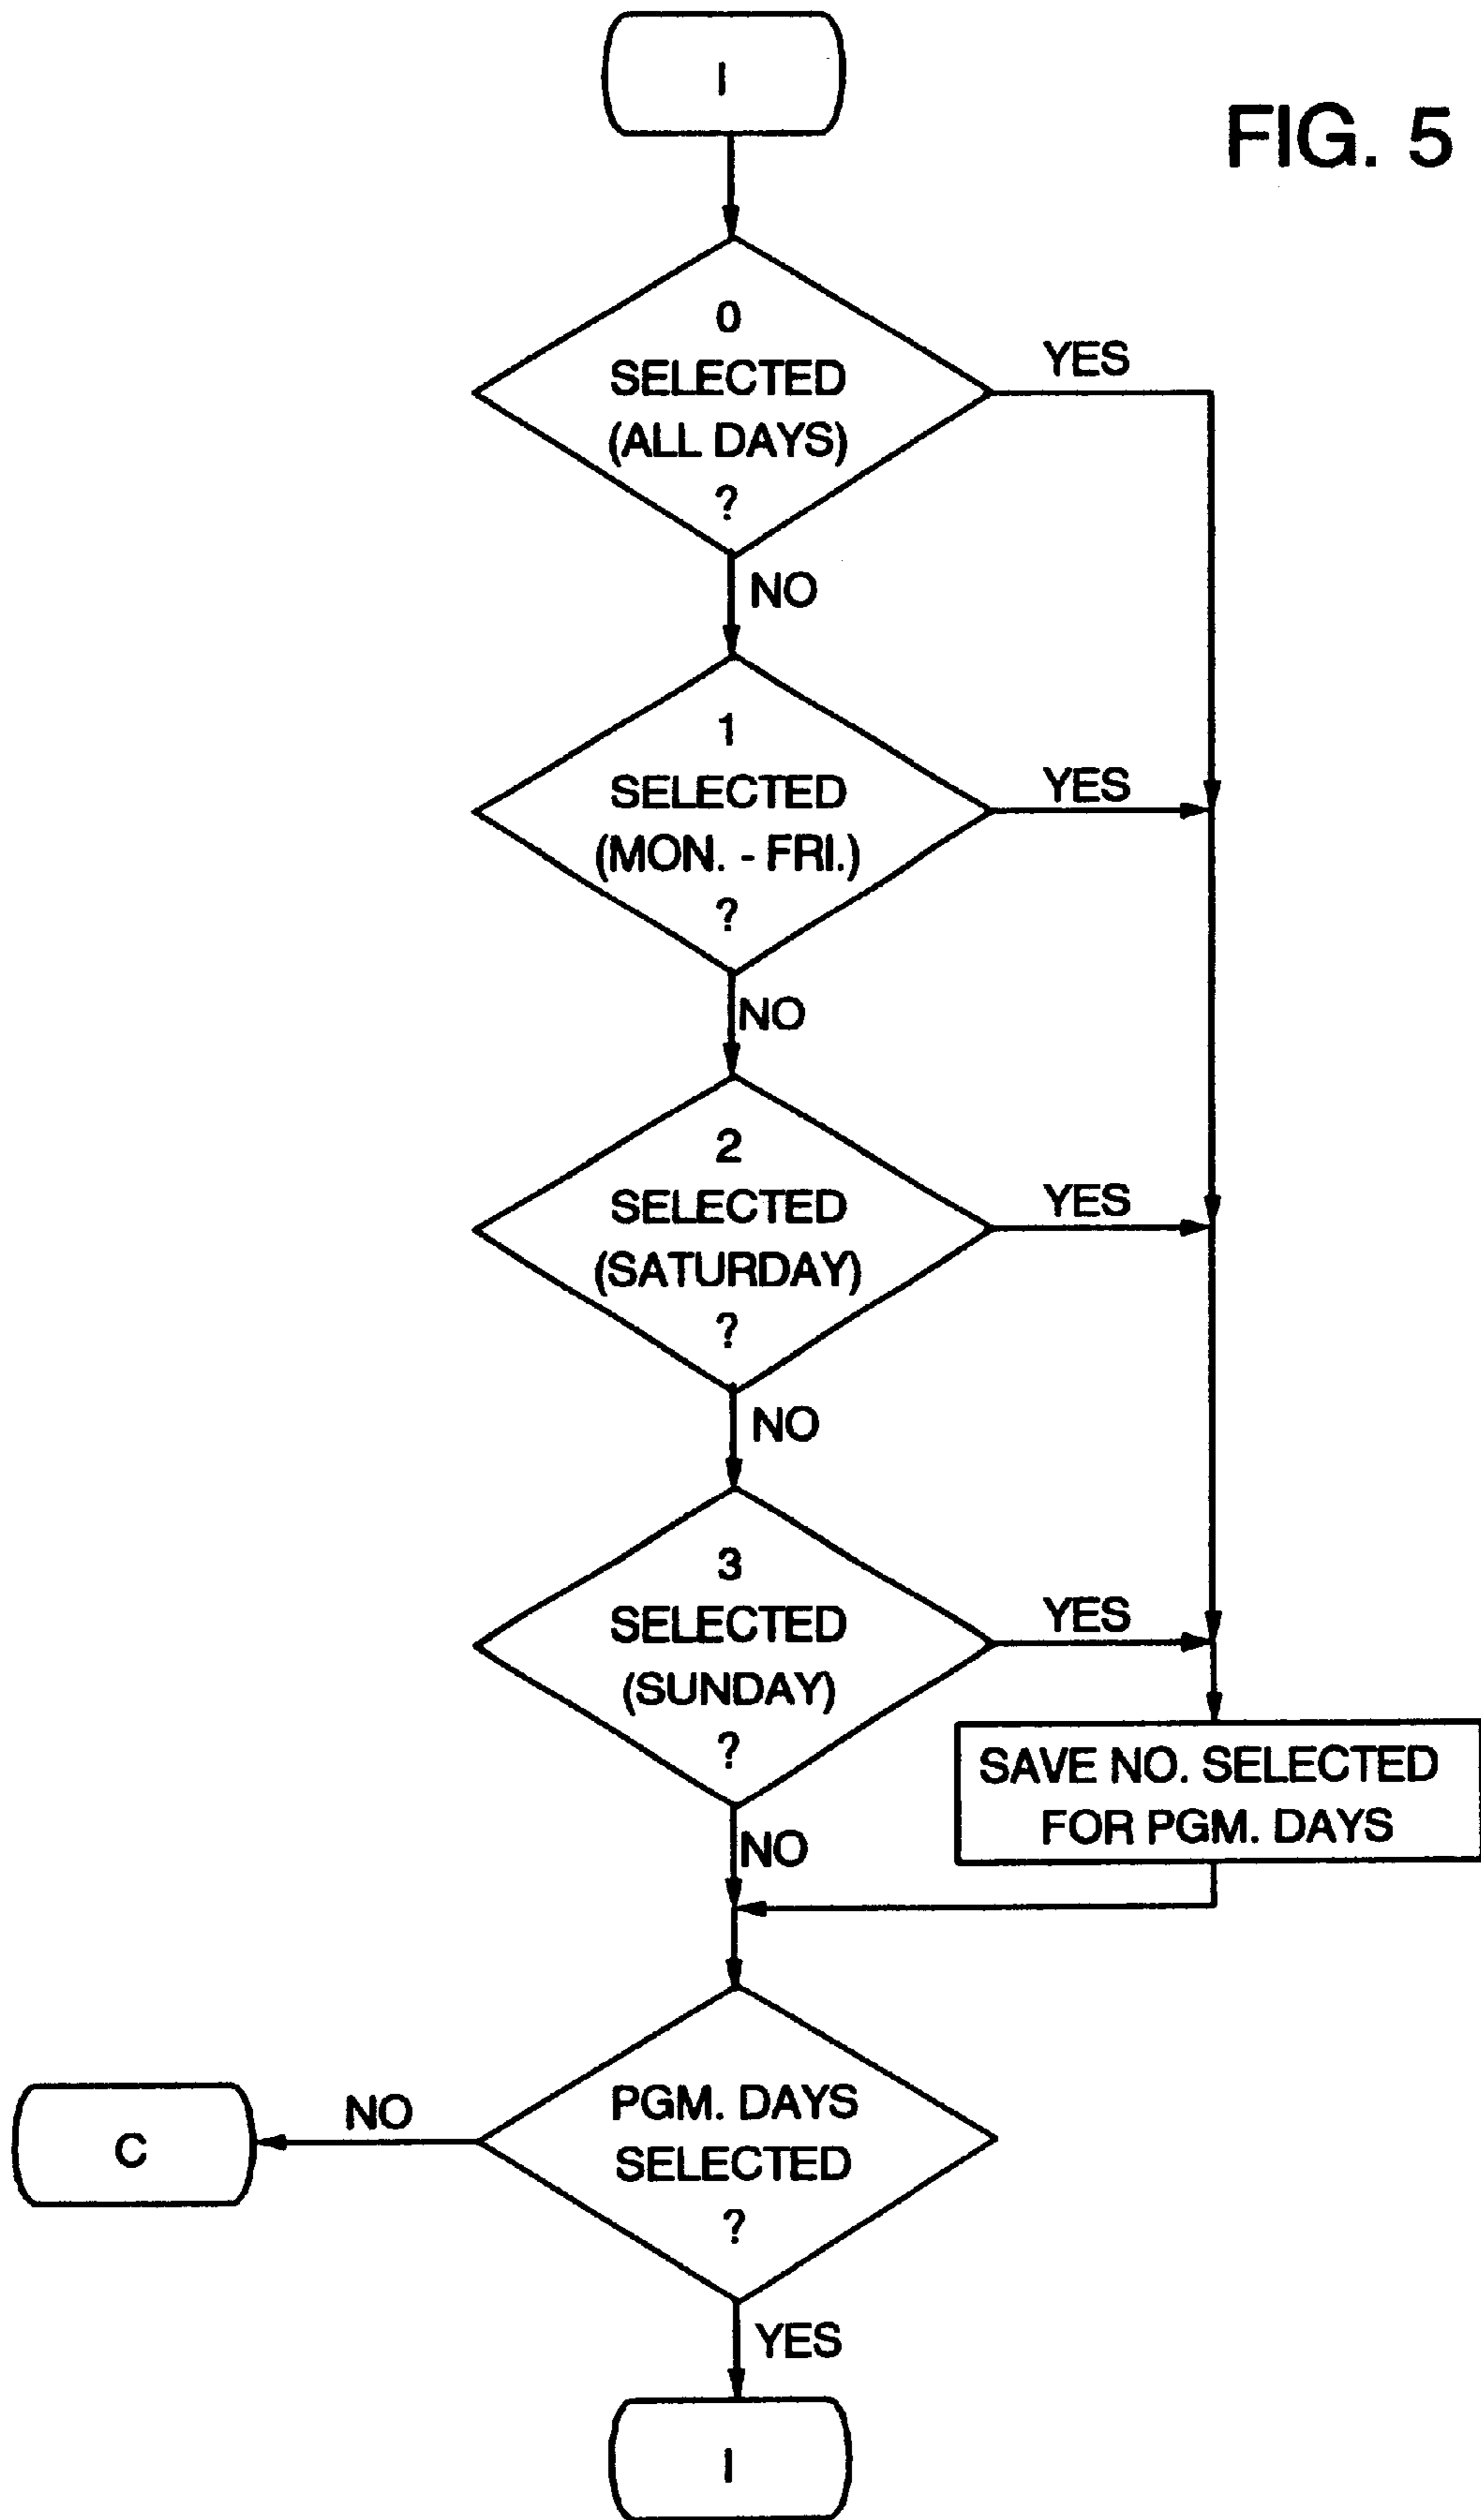 I
FIG. 5
0
SELECTED
(ALL DAYS)
?
YES
NO
1
SELECTED
(MON. - FRI.)
?
YES
NO
2
SELECTED
(SATURDAY)
?
YES
NO
3
SELECTED
(SUNDAY)
?
YES
SAVE NO. SELECTED
FOR PGM. DAYS
NO
PGM. DAYS
SELECTED
?
NO
C
YES
I